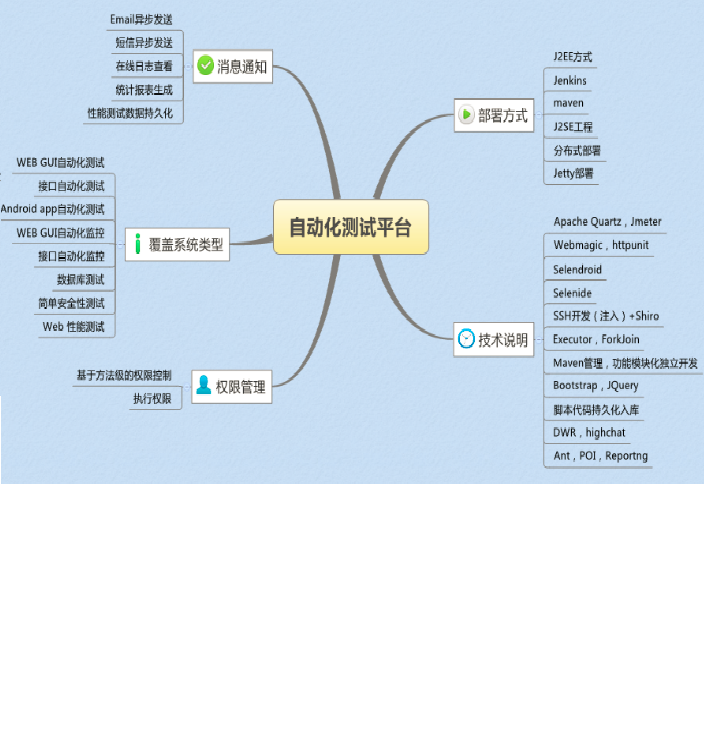 自动化测试平台
消息通知
Email异步发送
短信异步发送
在线日志查看
统计报表生成
性能测试数据持久化
覆盖系统类型
WEB GUI自动化测试
接口自动化测试
Android app自动化测试
WEB GUI自动化监控
接口自动化监控
数据库测试
简单安全性测试
Web 性能测试
权限管理
基于方法级的权限控制
执行权限
部署方式
J2EE方式
Jenkins
maven
J2SE工程
分布式部署
Jetty部署
技术说明
Apache Quartz，Jmeter
Webmagic，httpunit
Selendroid
Selenide
SSH开发（注入）+Shiro
Executor，ForkJoin
Maven管理，功能模块化独立开发
Bootstrap，JQuery
脚本代码持久化入库
DWR，highchat
Ant，POI，Reportng